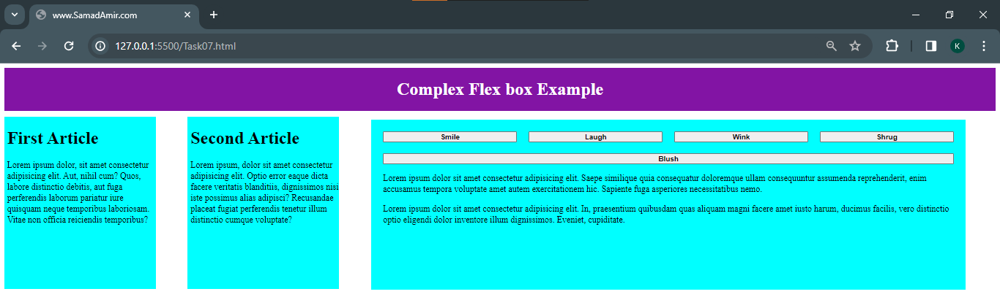 www.SamadAmir.com
127.0.0.1:5500/Task07.html
K
Complex Flex box Example
First Article
Lorem ipsum dolor, sit amet consectetur
adipisicing elit. Aut, nihil cum? Quos,
labore distinctio debitis, aut fuga
perferendis laborum pariatur iure
quisquam neque temporibus laboriosam.
Vitae non officia reiciendis temporibus?
Second Article
Lorem ipsum, dolor sit amet consectetur
adipisicing elit. Optio error eaque dicta
facere veritatis blanditiis, dignissimos nisi
iste possimus alias adipisci? Recusandae
placeat fugiat perferendis tenetur illum
distinctio cumque voluptate?
Smile Laugh Wink Shrug
Blush
Lorem ipsum dolor sit amet consectetur adipisicing elit. Saepe similique quia consequatur doloremque ullam consequuntur assumenda reprehenderit, enim
accusamus tempora voluptate amet autem exercitationem hic. Sapiente fuga asperiores necessitatibus nemo.
Lorem ipsum dolor sit amet consectetur adipisicing elit. In, praesentium quibusdam quas aliquam magni facere amet iusto harum, ducimus facilis, vero distinctio
optio eligendi dolor inventore illum dignissimos. Eveniet, cupiditate.